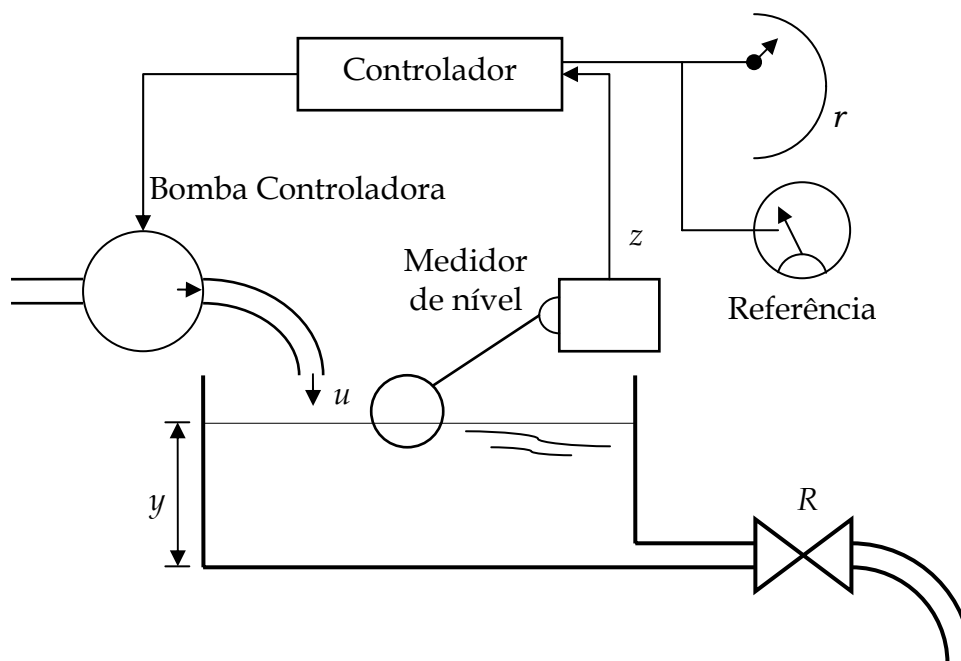 Controlador
r
Bomba Controladora
z
Medidor
de nível
Referência
u
y
R